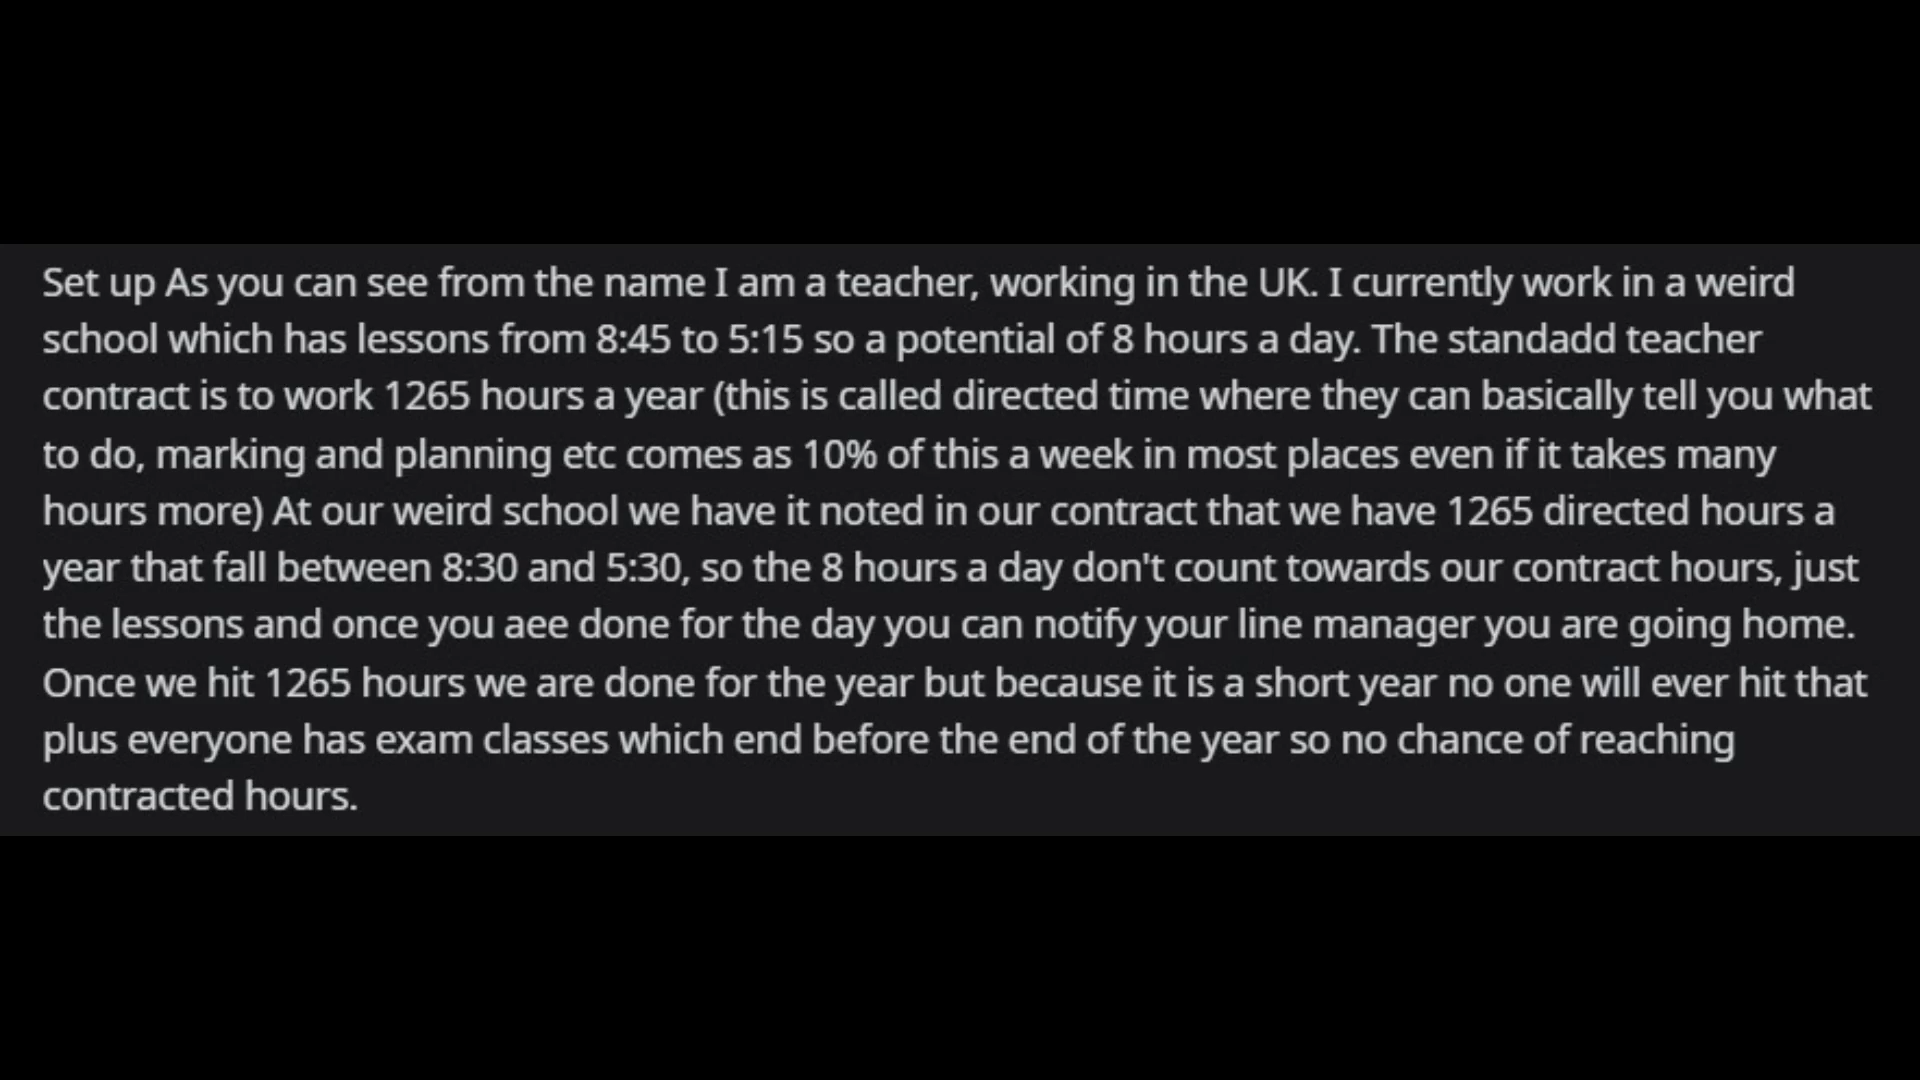 Set up As you can see from the name I am a teacher, working in the UK. I currently work in a weird
school which has lessons from 8:45 to 5:15 so a potential of 8 hours a day. The standadd teacher
contract is to work 1265 hours a year (this is called directed time where they can basically tell you what
to do, marking and planning etc comes as 10% of this a week in most places even if it takes many
hours more) At our weird school we have it noted in our contract that we have 1265 directed hours a
year that fall between 8:30 and 5:30, so the 8 hours a day don't count towards our contract hours, just
the lessons and once you aee done for the day you can notify your line manager you are going home.
Once we hit 1265 hours we are done for the year but because it is a short year no one will ever hit that
plus everyone has exam classes which end before the end of the year so no chance of reaching
contracted hours.